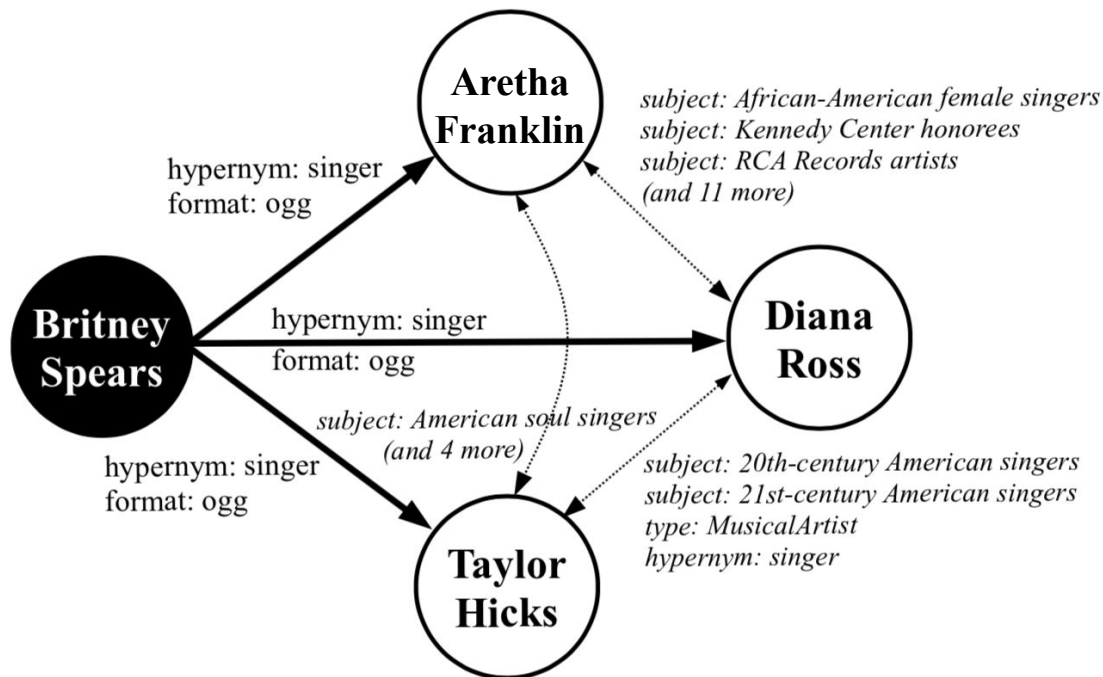 Aretha
Franklin
subject: African-American female singers
subject: Kennedy Center honorees
subject: RCA Records artists
(and 11 more)
hypernym: singer
format: ogg
Britney
Spears
hypernym: singer
format: ogg
Diana
Ross
subject: American soul singers
(and 4 more)
hypernym: singer
format: ogg
subject: 20th-century American singers
subject: 21st-century American singers
type: MusicalArtist
hypernym: singer
Taylor
Hicks